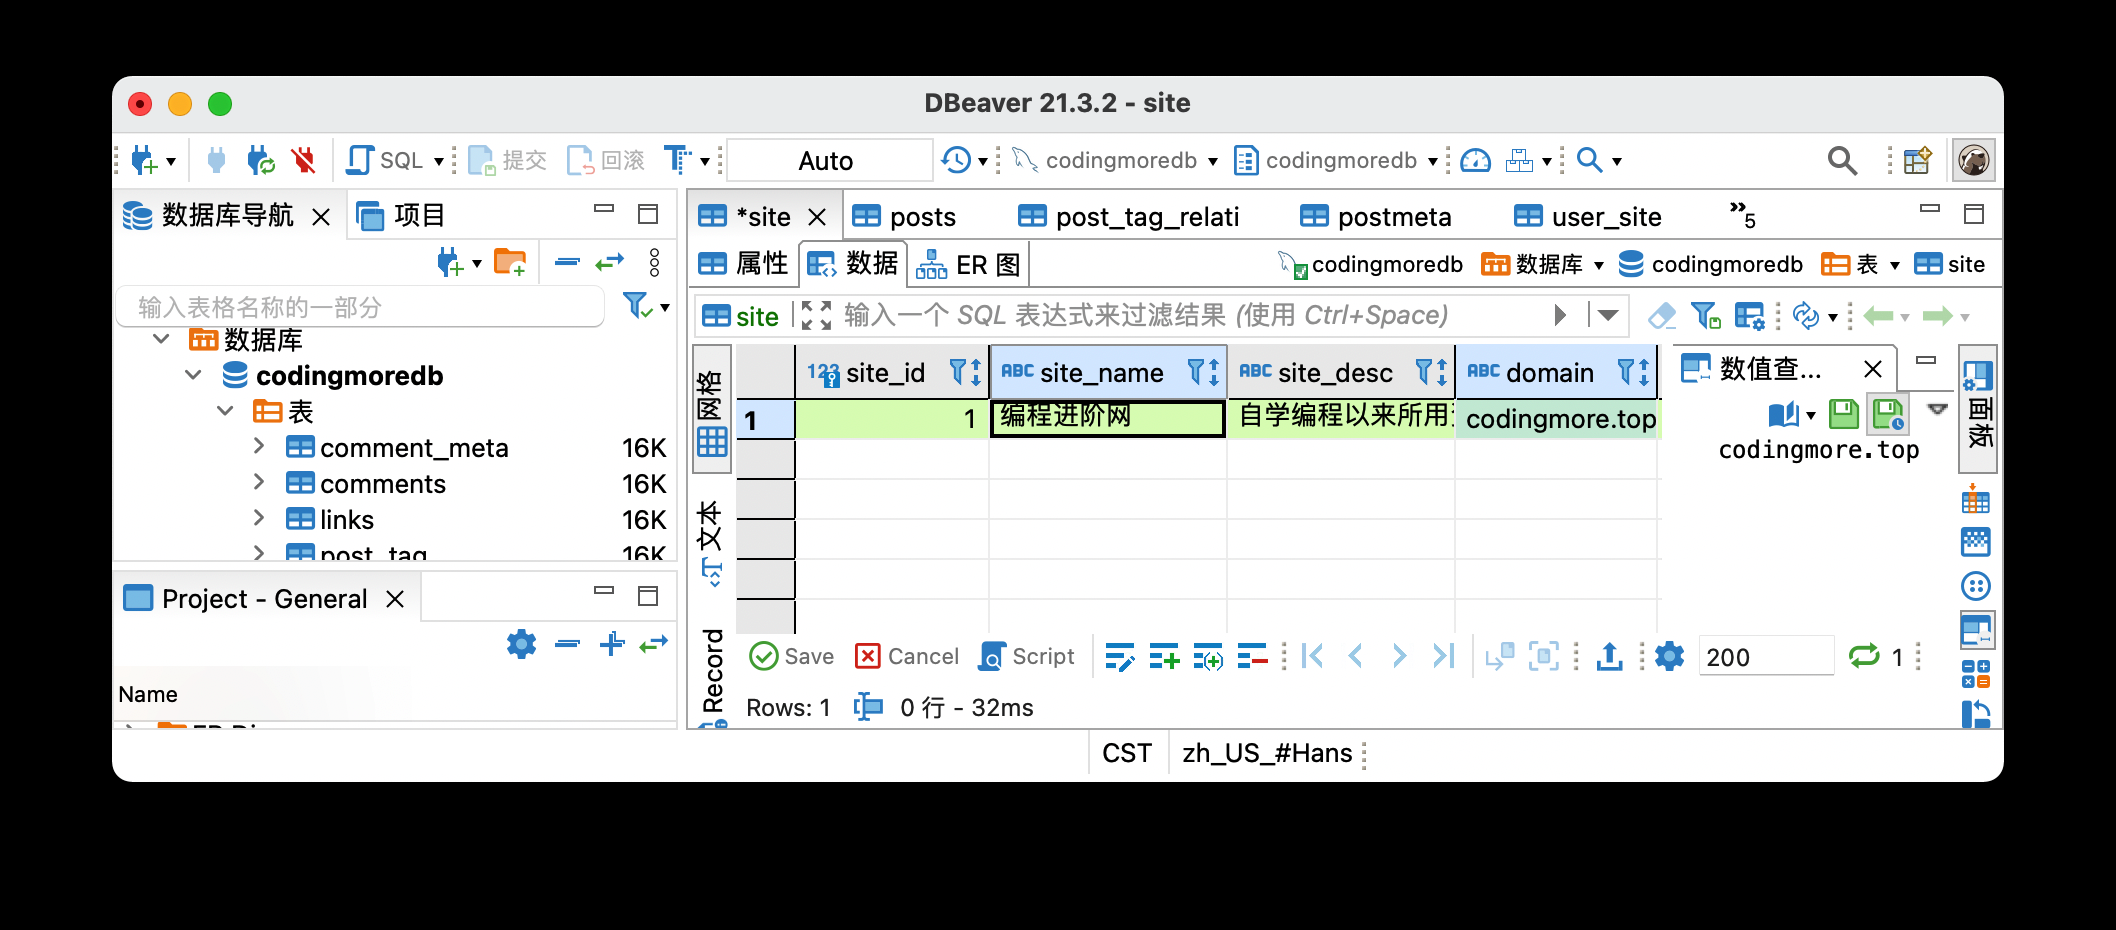 DBeaver 21.3.2 - site
SQL 提交 回滚 Auto codingmoredb codingmoredb
数据库导航 项目
*site posts post_tag_relati postmeta user_site »5
属性 数据 ER 图 codingmoredb 数据库 codingmoredb 表 site
输入表格名称的一部分
site 输入一个 SQL 表达式来过滤结果 (使用 Ctrl+Space)
数据库
codingmoredb
表
comment_meta 16K
comments 16K
links 16K
post_tag 16K
网格
文本
Record
123 site_id ABC site_name ABC site_desc ABC domain
1 1 编程进阶网 自学编程以来所用 codingmore.top
数值查...
codingmore.top
面板
Project - General
Name
Save Cancel Script 200 1
Rows: 1 0 行 - 32ms
CST zh_US_#Hans